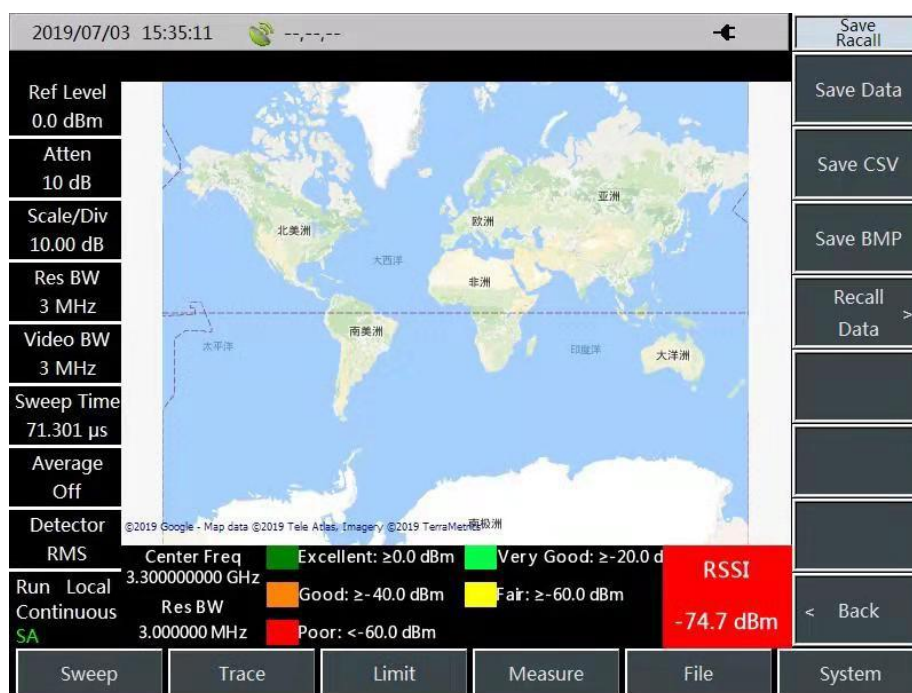 2019/07/03 15:35:11 --,--,--
Save
Racall
Ref Level
0.0 dBm
Atten
10 dB
Scale/Div
10.00 dB
Res BW
3 MHz
Video BW
3 MHz
Sweep Time
71.301 μs
Average
Off
Detector
RMS
Run Local
Continuous
SA
北美洲
欧洲
亚洲
大西洋
非洲
太平洋
南美洲
印度洋
大洋洲
南极洲
©2019 Google - Map data ©2019 Tele Atlas, Imagery ©2019 TerraMetrics
Center Freq
3.300000000 GHz
Res BW
3.000000 MHz
Excellent: ≥0.0 dBm
Very Good: ≥-20.0 d
Good: ≥-40.0 dBm
Fair: ≥-60.0 dBm
Poor: <-60.0 dBm
RSSI
-74.7 dBm
Save Data
Save CSV
Save BMP
Recall
Data >
< Back
Sweep
Trace
Limit
Measure
File
System